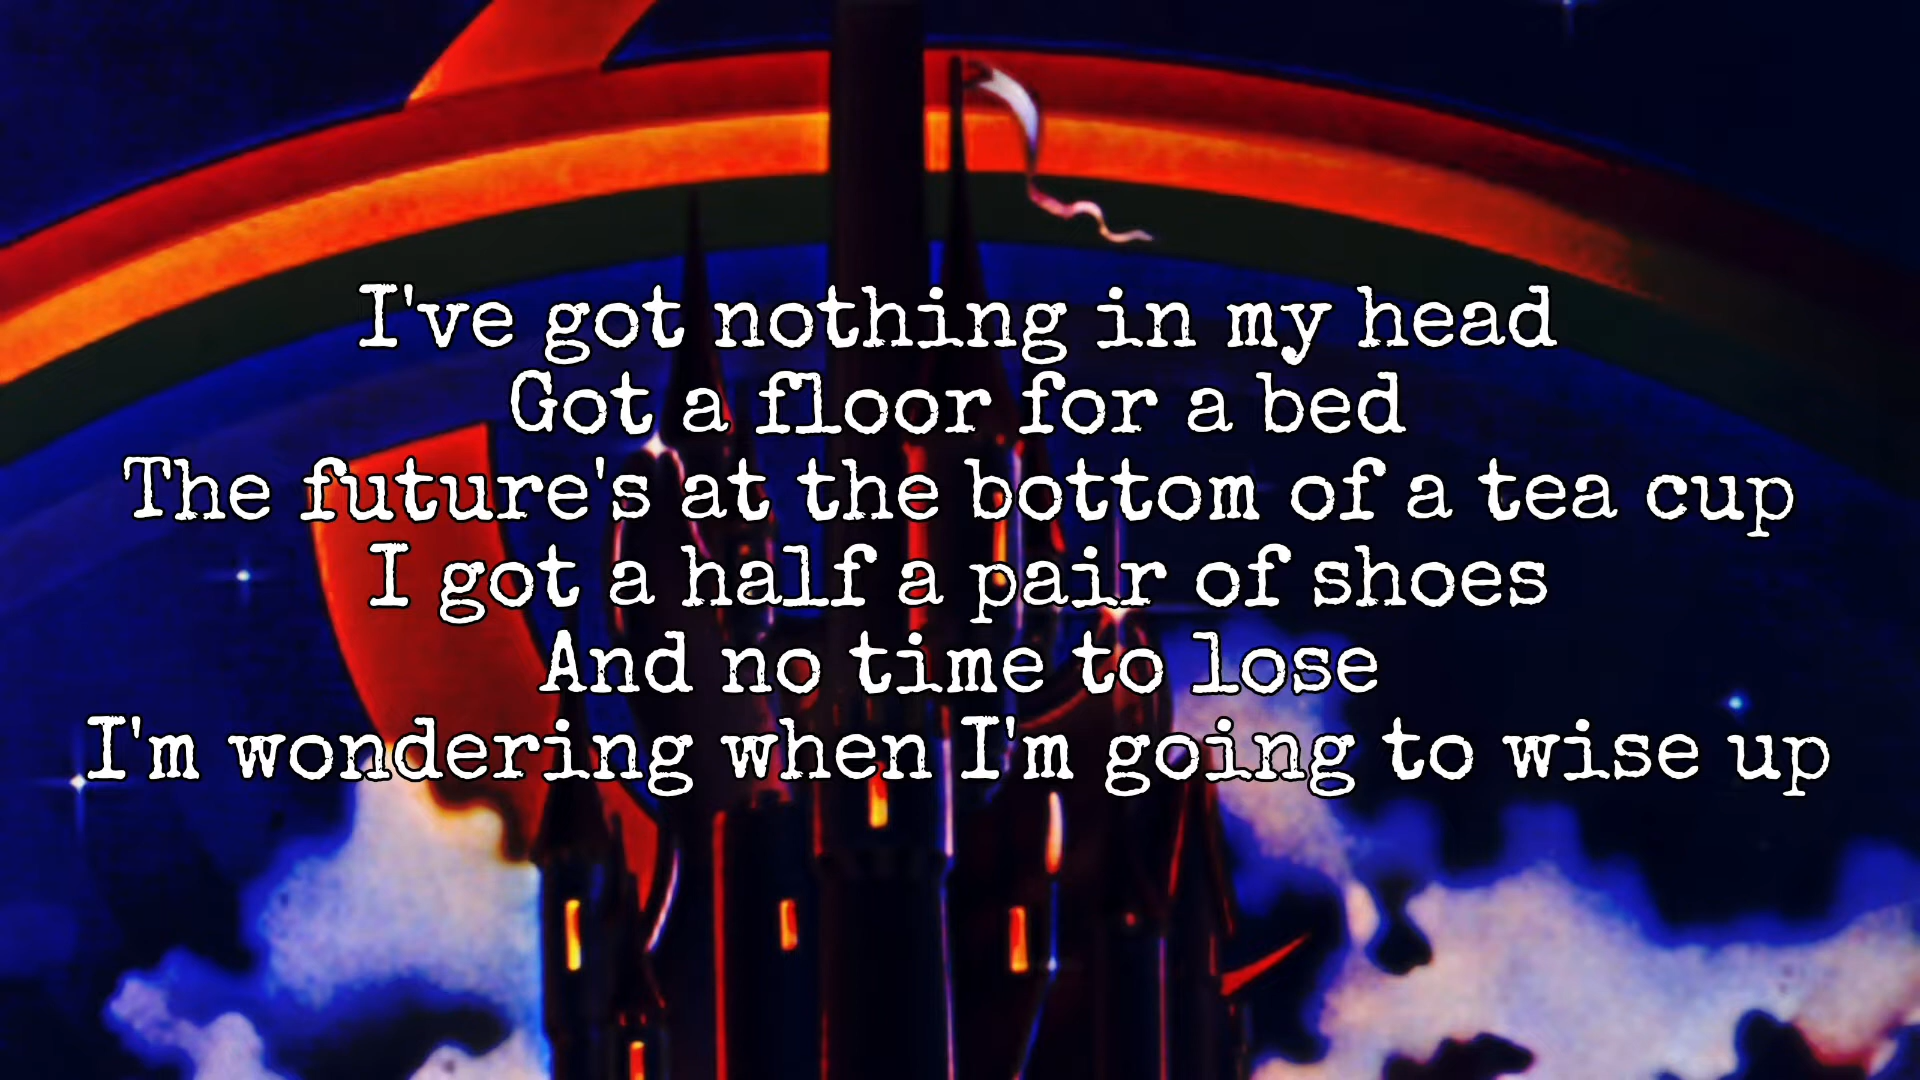 I've got nothing in my head
Got a floor for a bed
The future's at the bottom of a tea cup
I got a half a pair of shoes
And no time to lose
I'm wondering when I'm going to wise up